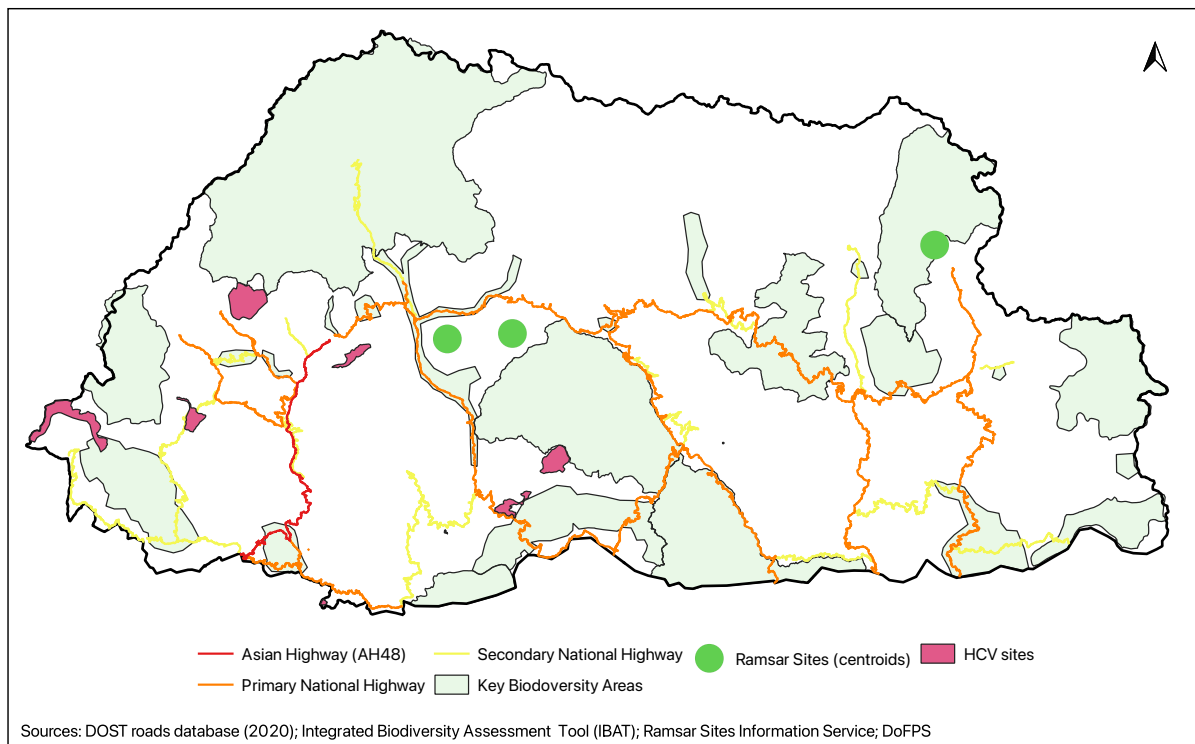 Asian Highway (AH48)
Secondary National Highway
Ramsar Sites (centroids)
HCV sites
Primary National Highway
Key Biodoversity Areas
Sources: DOST roads database (2020); Integrated Biodiversity Assessment Tool (IBAT); Ramsar Sites Information Service; DoFPS